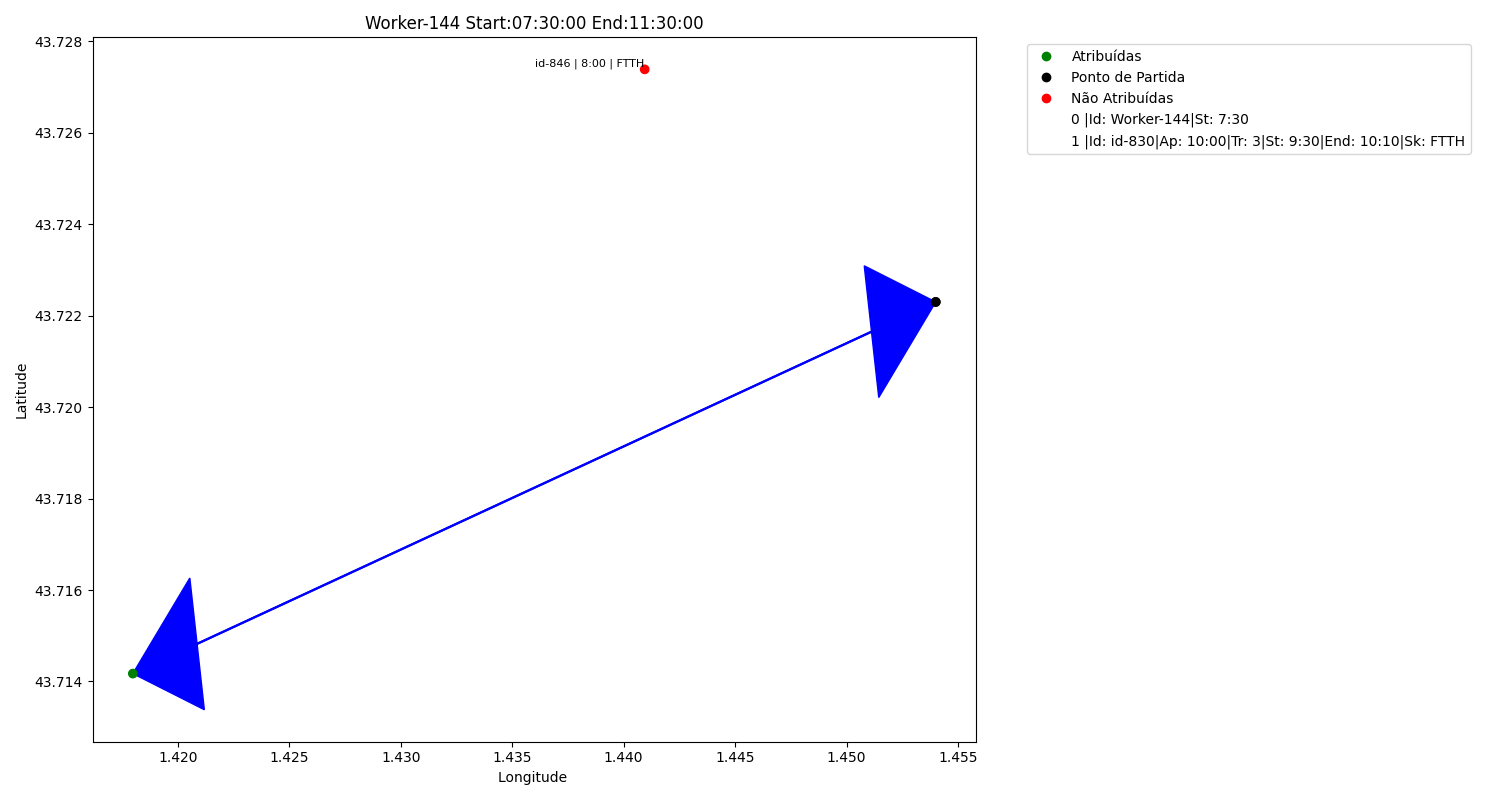 Worker-144 Start:07:30:00 End:11:30:00
43.728
43.726
43.724
43.722
43.720
43.718
43.716
43.714
Latitude
id-846 | 8:00 | FTTH
1.420
1.425
1.430
1.435
1.440
1.445
1.450
1.455
Longitude
Atribuídas
Ponto de Partida
Não Atribuídas
0 |Id: Worker-144|St: 7:30
1 |Id: id-830|Ap: 10:00|Tr: 3|St: 9:30|End: 10:10|Sk: FTTH